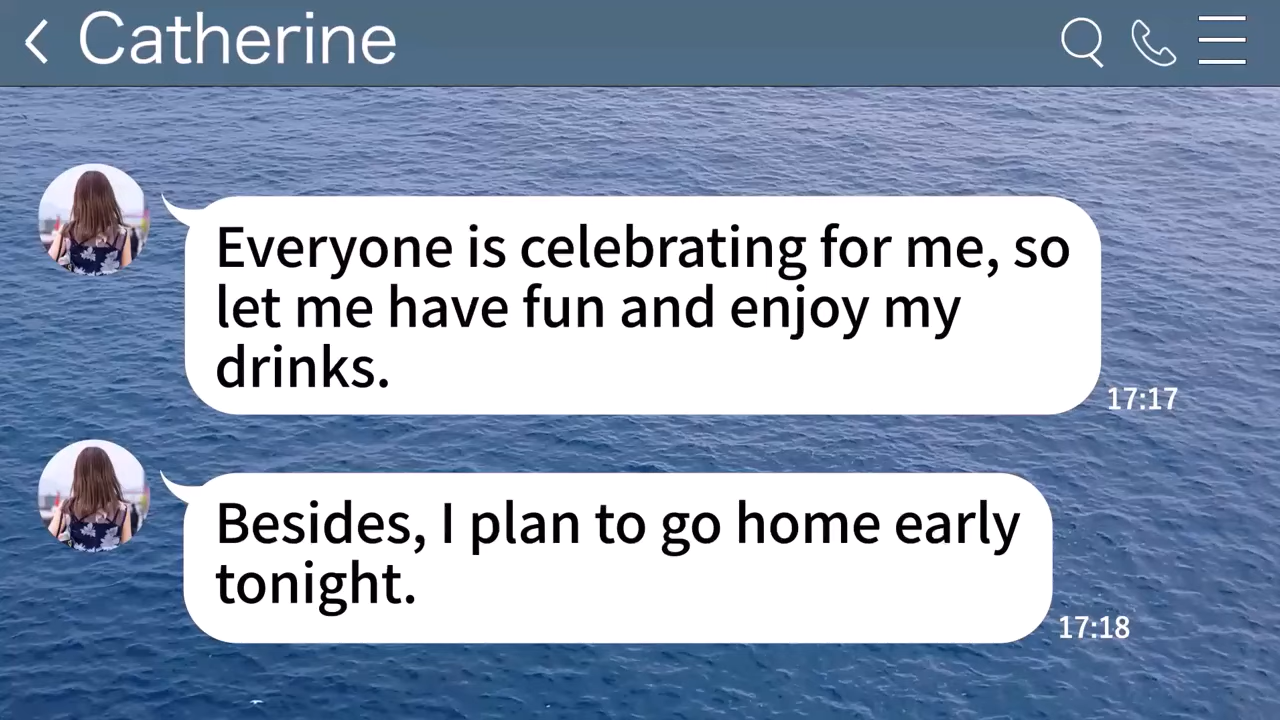 Catherine
Everyone is celebrating for me, so
let me have fun and enjoy my
drinks.
17:17
Besides, I plan to go home early
tonight.
17:18